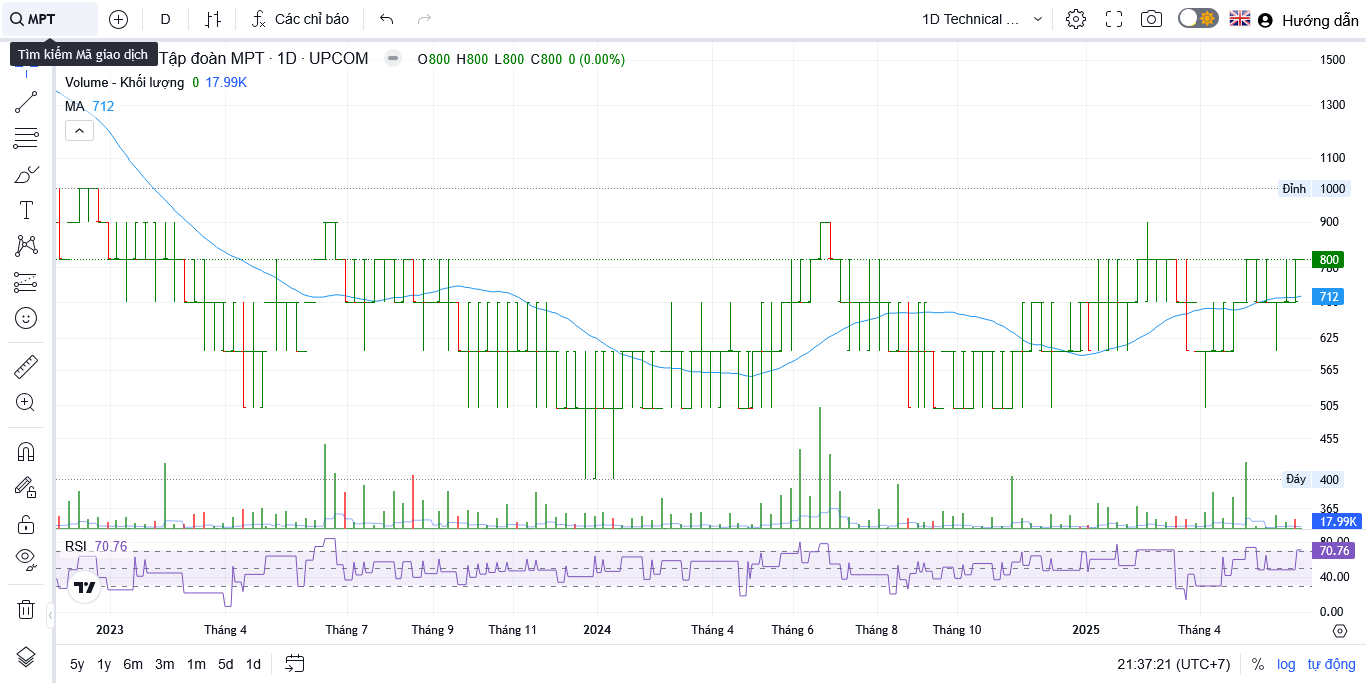 MPT D Các chỉ báo 1D Technical ... Hướng dẫn
Tìm kiếm Mã giao dịch
Tập đoàn MPT · 1D · UPCOM O800 H800 L800 C800 0 (0.00%)
Volume - Khối lượng 0 17.99K
MA 712
1500
1300
1100
Đỉnh 1000
900
800
780
712
625
565
505
455
Đáy 400
365
17.99K
RSI 70.76
80.00
70.76
40.00
0.00
2023 Tháng 4 Tháng 7 Tháng 9 Tháng 11 2024 Tháng 4 Tháng 6 Tháng 8 Tháng 10 2025 Tháng 4
5y 1y 6m 3m 1m 5d 1d 21:37:21 (UTC+7) % log tự động